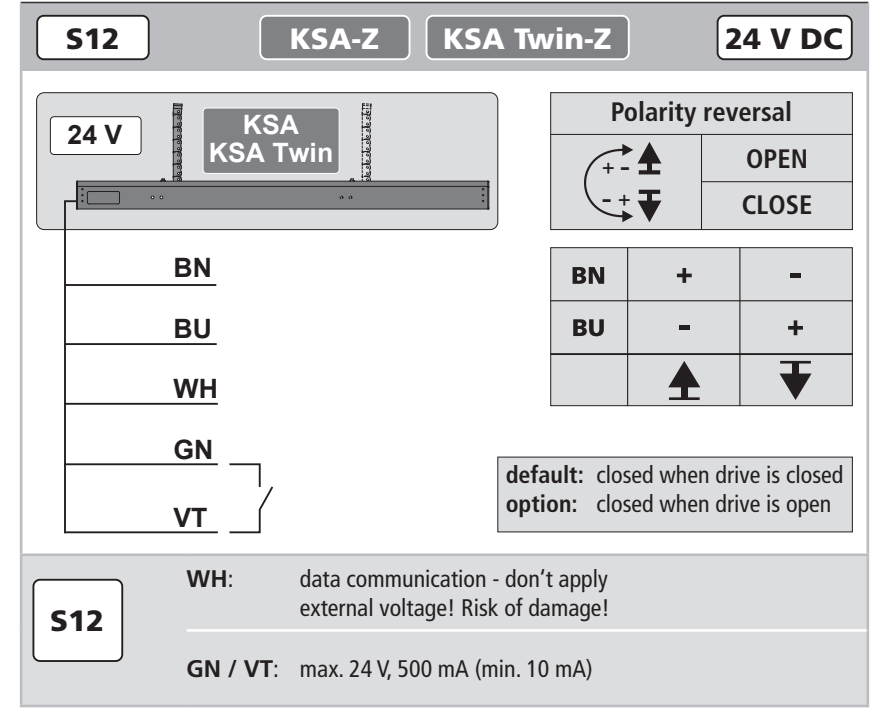 S12 KSA-Z KSA Twin-Z 24 V DC
24 V
KSA
KSA Twin
Polarity reversal
+ - OPEN
- + CLOSE
BN
BU
WH
GN
VT
BN + -
BU - +
default: closed when drive is closed
option: closed when drive is open
S12
WH: data communication - don't apply
external voltage! Risk of damage!
GN / VT: max. 24 V, 500 mA (min. 10 mA)